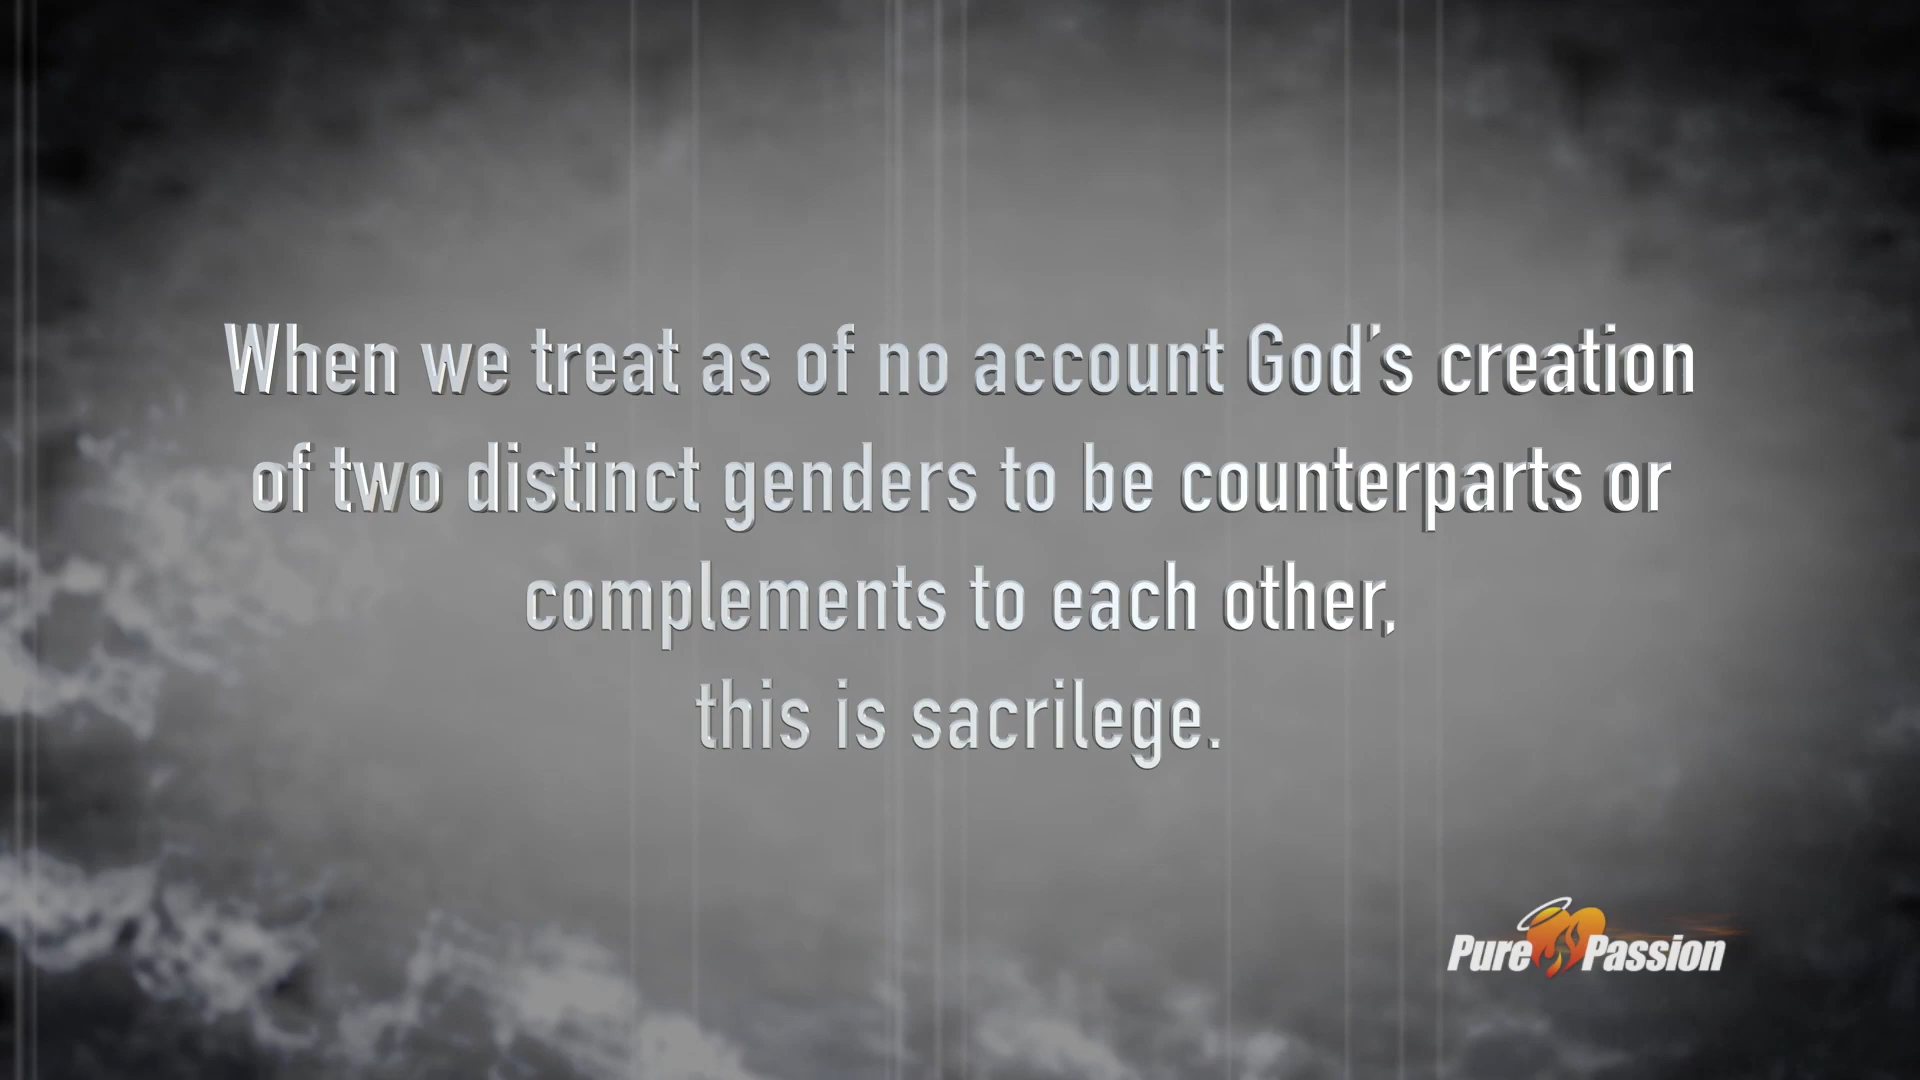 When we treat as of no account God's creation
of two distinct genders to be counterparts or
complements to each other,
this is sacrilege.
Pure Passion